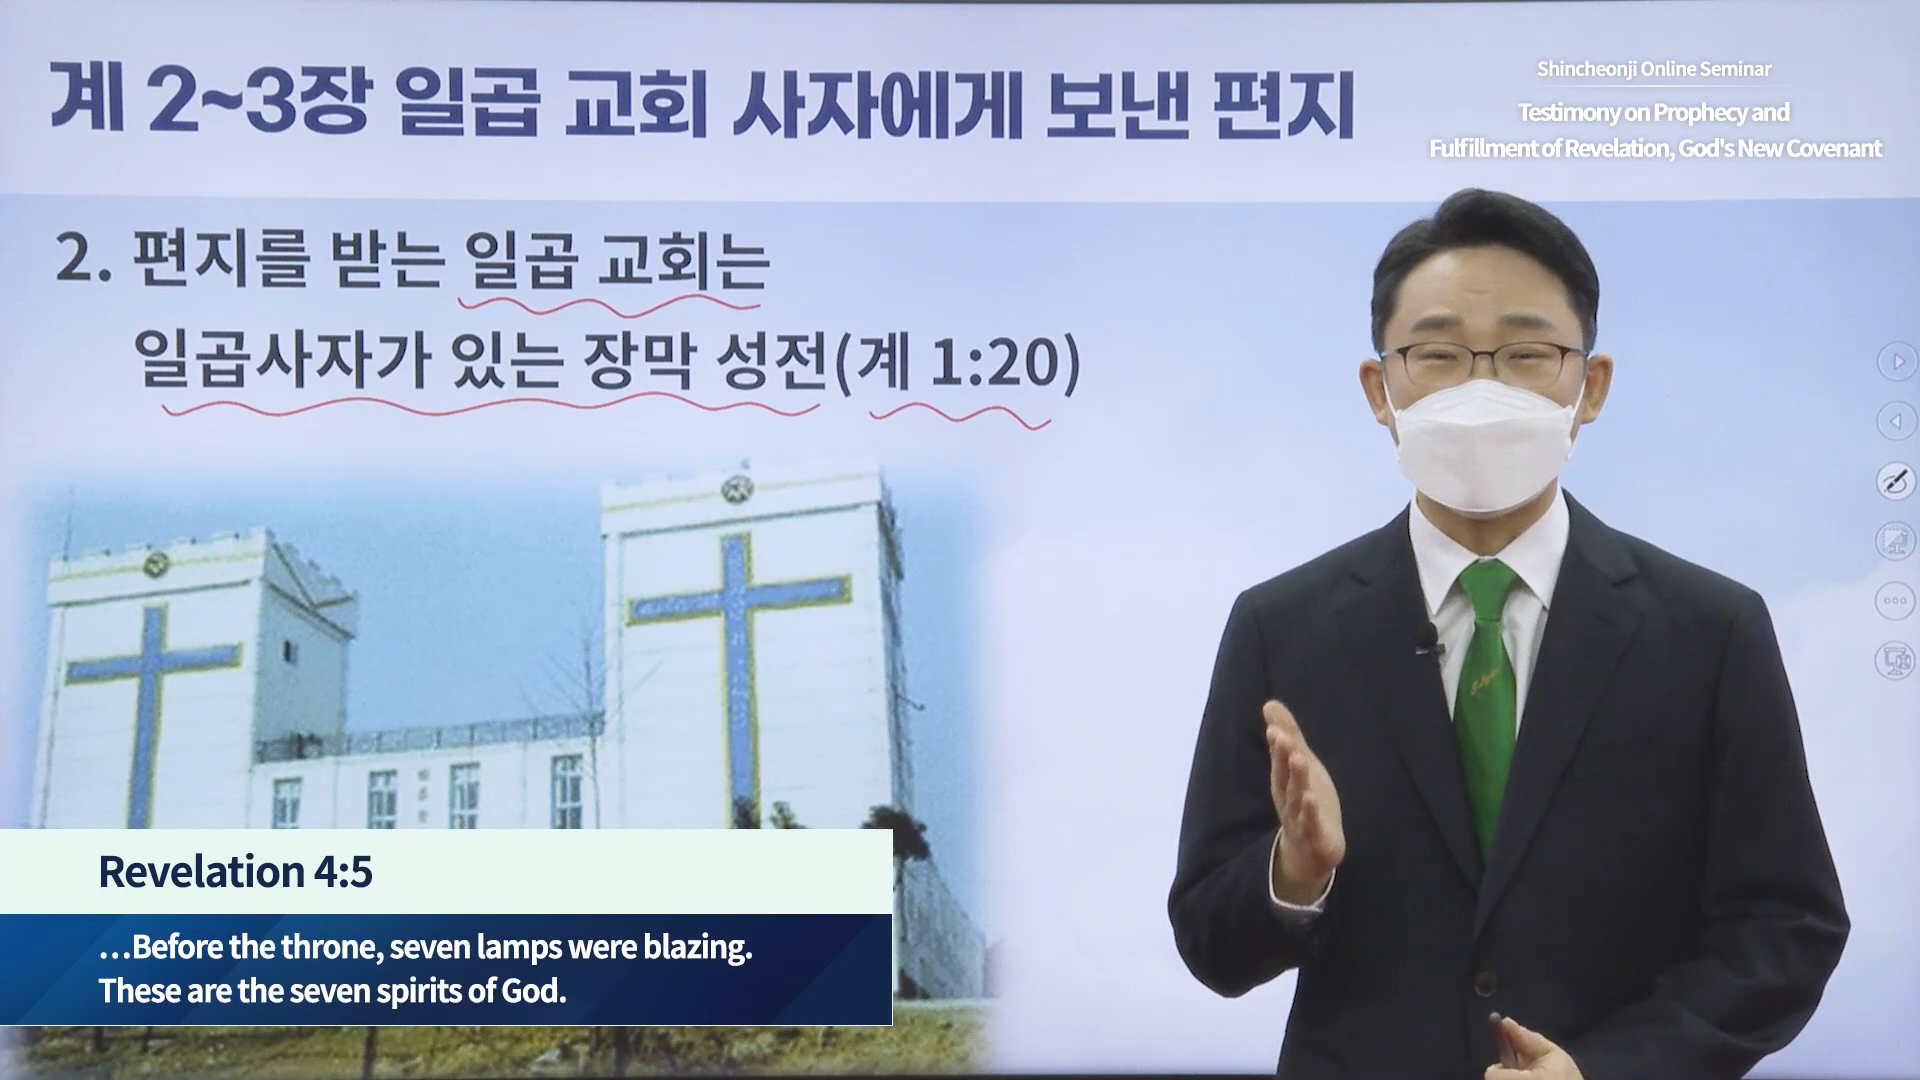 계 2~3장 일곱 교회 사자에게 보낸 편지
Shincheonji Online Seminar
Testimony on Prophecy and
Fulfillment of Revelation, God's New Covenant
2. 편지를 받는 일곱 교회는
일곱사자가 있는 장막 성전(계 1:20)
Revelation 4:5
…Before the throne, seven lamps were blazing.
These are the seven spirits of God.